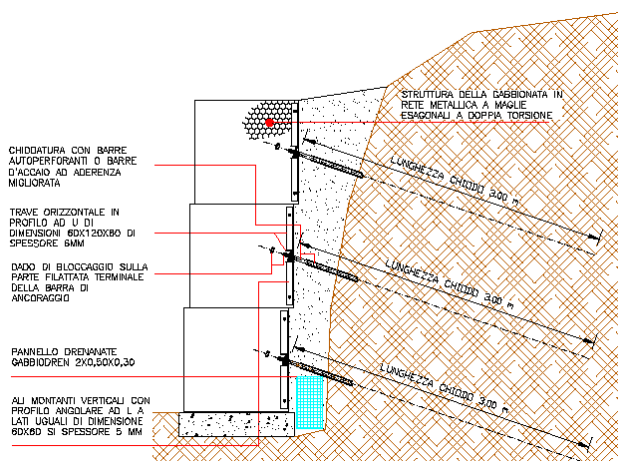 STRUTTURA DELLA GABBIONATA IN
RETE METALLICA A MAGLIE
ESAGONALI A DOPPIA TORSIONE
CHIODATURA CON BARRE
AUTOPERFORANTI O BARRE
D'ACCAIO AD ADERENZA
MIGLIORATA
LUNGHEZZA CHIODO 3.00 m
TRAVE ORIZZONTALE IN
PROFILO AD U DI
DIMENSIONI 60X120X60 DI
SPESSORE 6MM
DADO DI BLOCCAGGIO SULLA
PARTE FILATTATA TERMINALE
DELLA BARRA DI
ANCORAGGIO
LUNGHEZZA CHIODO 3.00 m
PANNELLO DRENANATE
GABBIODREN 2X0,50X0,30
LUNGHEZZA CHIODO 3.00 m
ALI MONTANTI VERTICALI CON
PROFILO ANGOLARE AD L A
LATI UGUALI DI DIMENSIONE
60X60 SI SPESSORE 5 MM